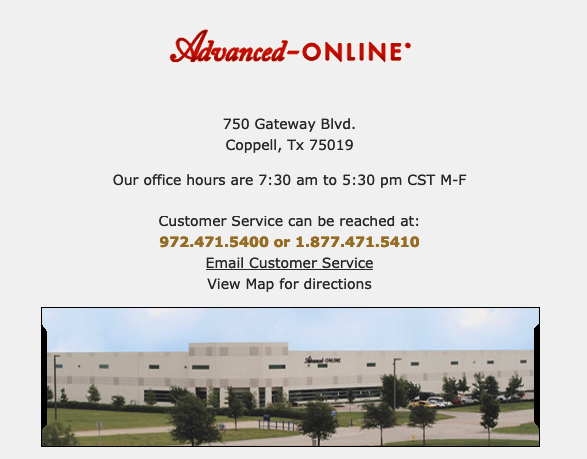 Advanced-ONLINE
750 Gateway Blvd.
Coppell, Tx 75019
Our office hours are 7:30 am to 5:30 pm CST M-F
Customer Service can be reached at:
972.471.5400 or 1.877.471.5410
Email Customer Service
View Map for directions
Advanced-ONLINE